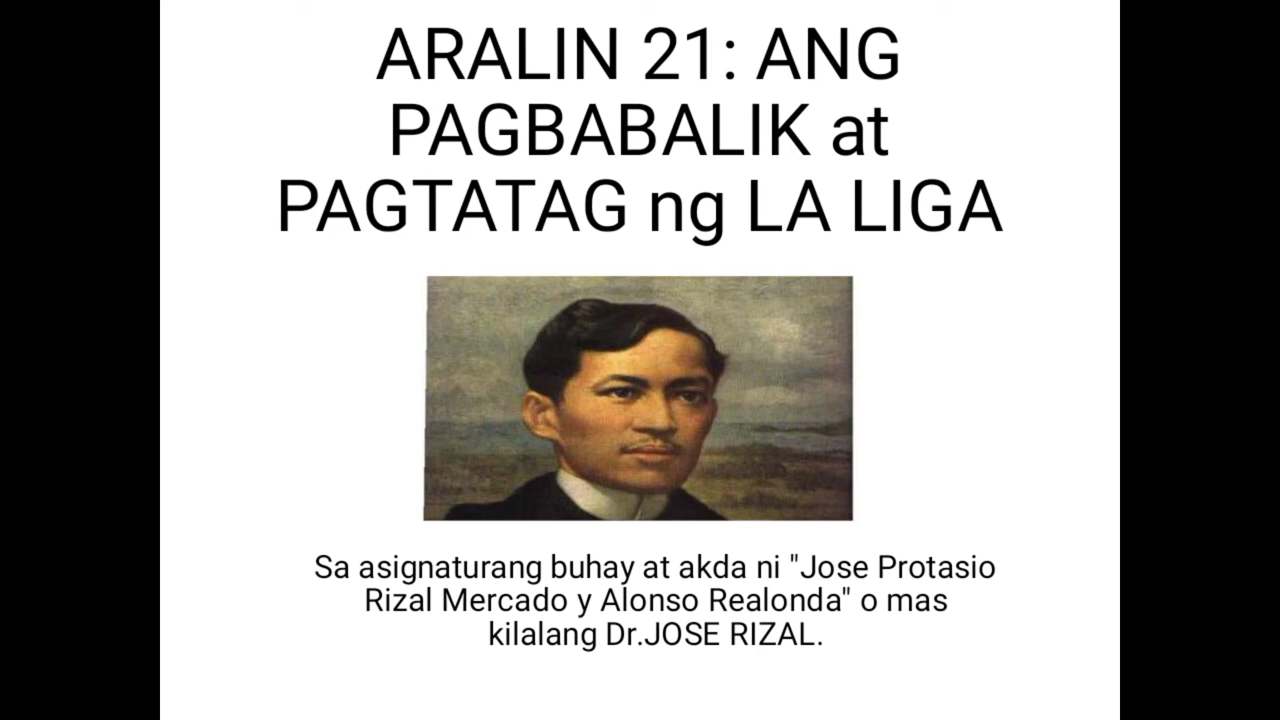 ARALIN 21: ANG
PAGBABALIK at
PAGTATAG ng LA LIGA
Sa asignaturang buhay at akda ni "Jose Protasio
Rizal Mercado y Alonso Realonda" o mas
kilalang Dr.JOSE RIZAL.